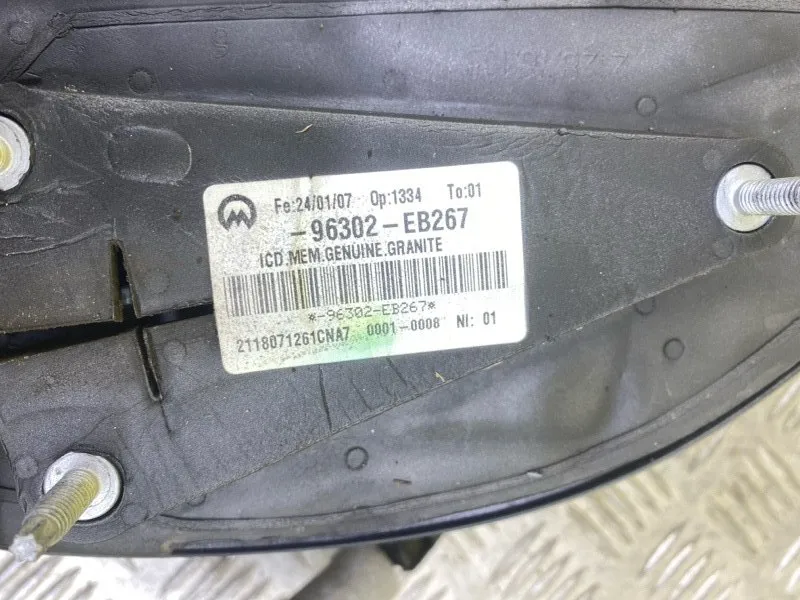 Fe:24/01/07 Op:1334 To:01
-96302-EB267
ICD.MEM.GENUINE.GRANITE
*-96302-EB267*
2118071261CNA7 0001-0008 NI: 01